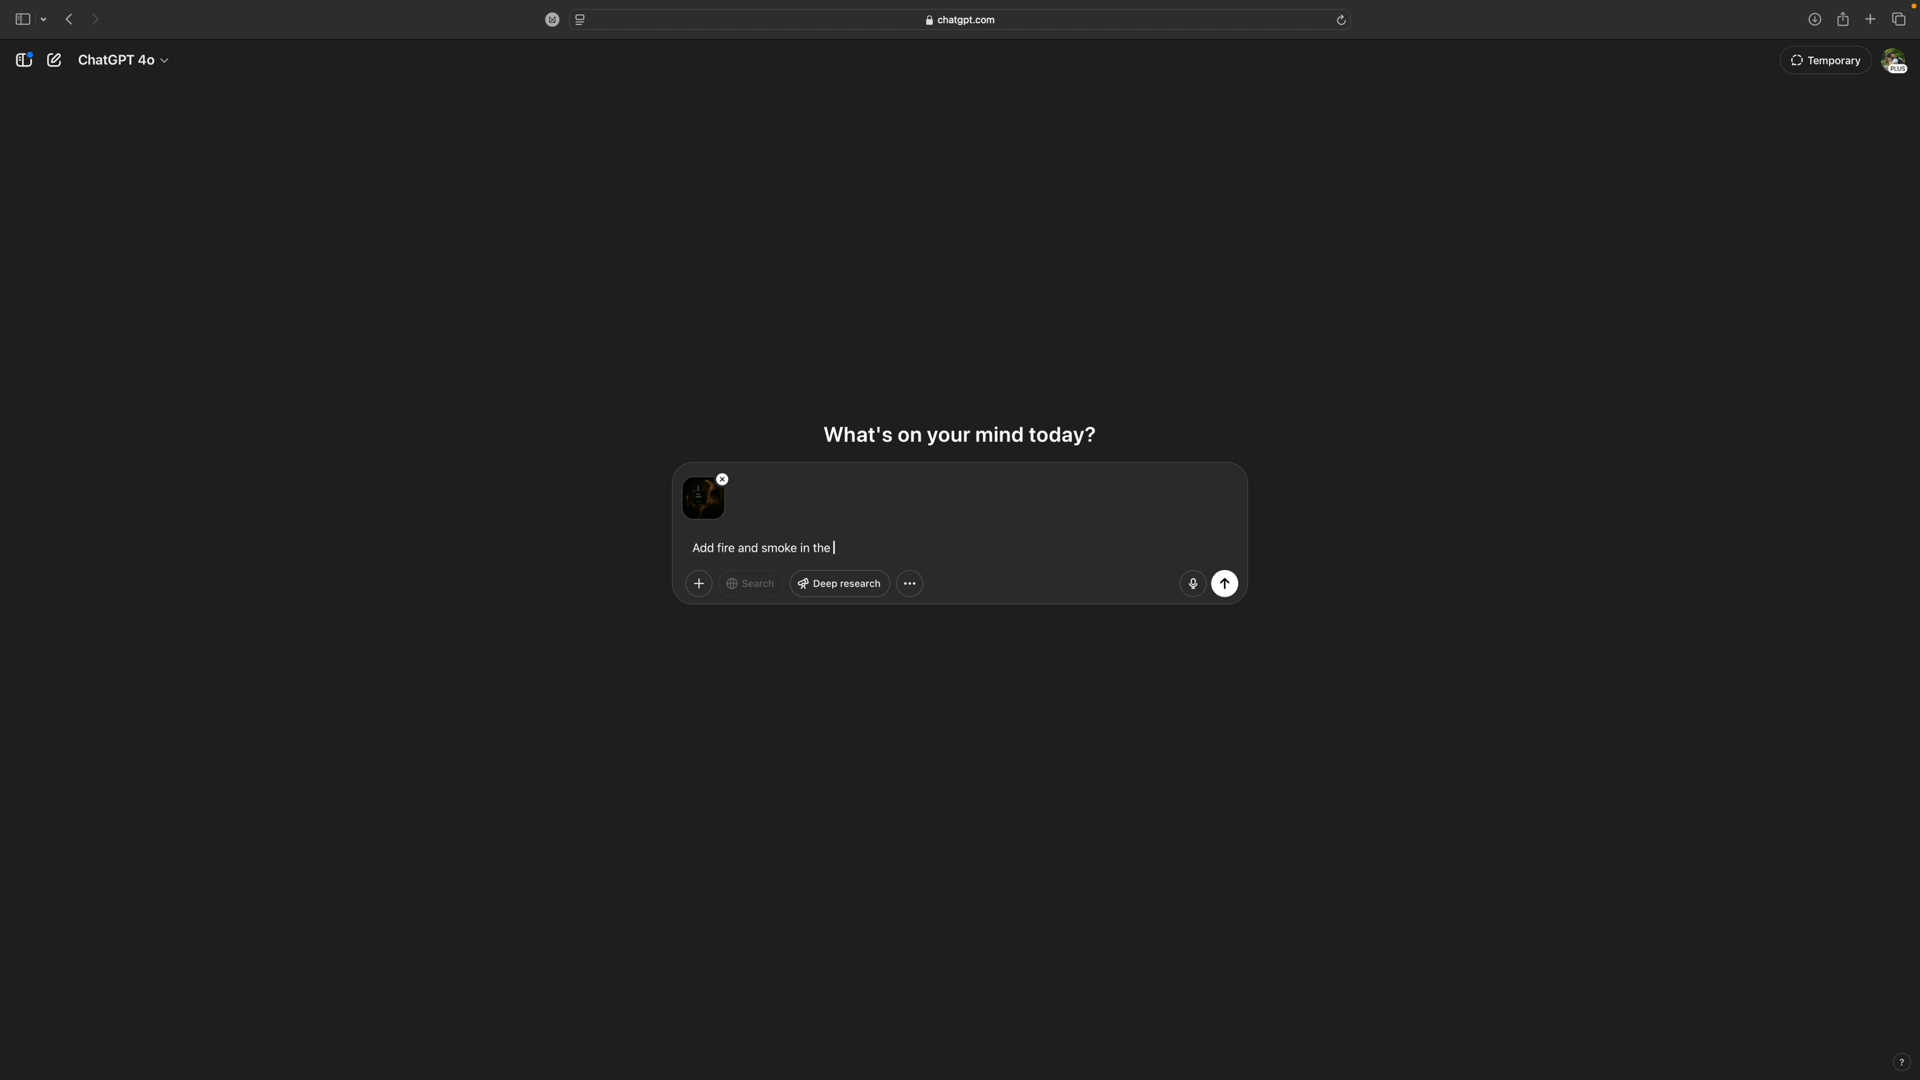 chatgpt.com
ChatGPT 4o
Temporary
PLUS
What's on your mind today?
Add fire and smoke in the
Search
Deep research
?